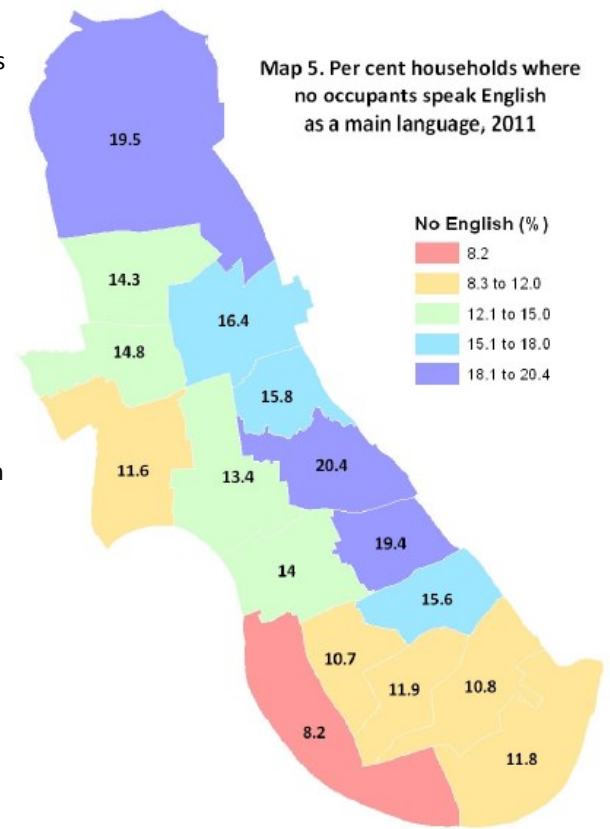 s
Map 5. Per cent households where
no occupants speak English
as a main language, 2011
19.5
No English (%)
8.2
8.3 to 12.0
12.1 to 15.0
15.1 to 18.0
18.1 to 20.4
14.3
16.4
14.8
15.8
11.6
13.4
20.4
n
19.4
14
15.6
10.7
11.9
10.8
8.2
11.8